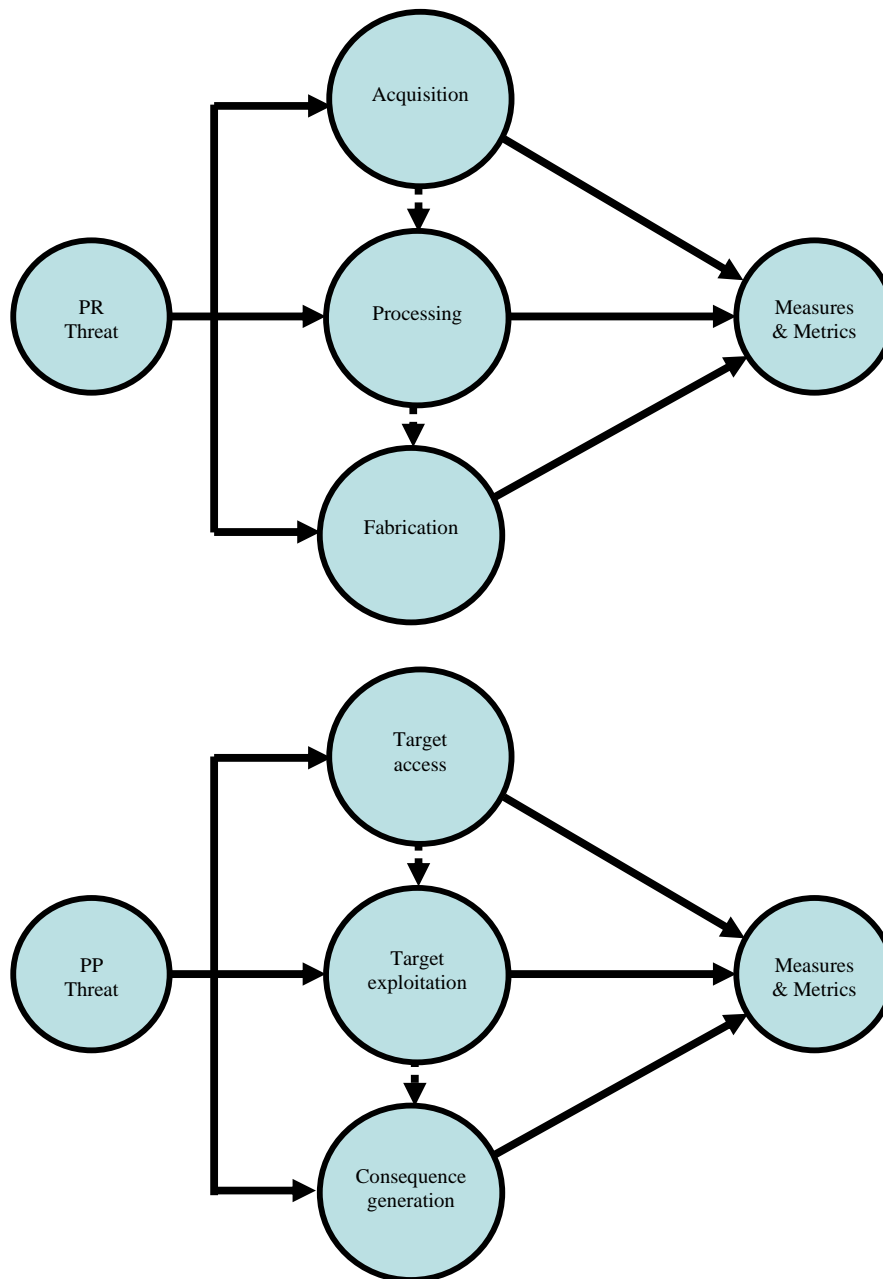 Acquisition
PR
Threat
Processing
Measures
& Metrics
Fabrication
Target
access
PP
Threat
Target
exploitation
Measures
& Metrics
Consequence
generation